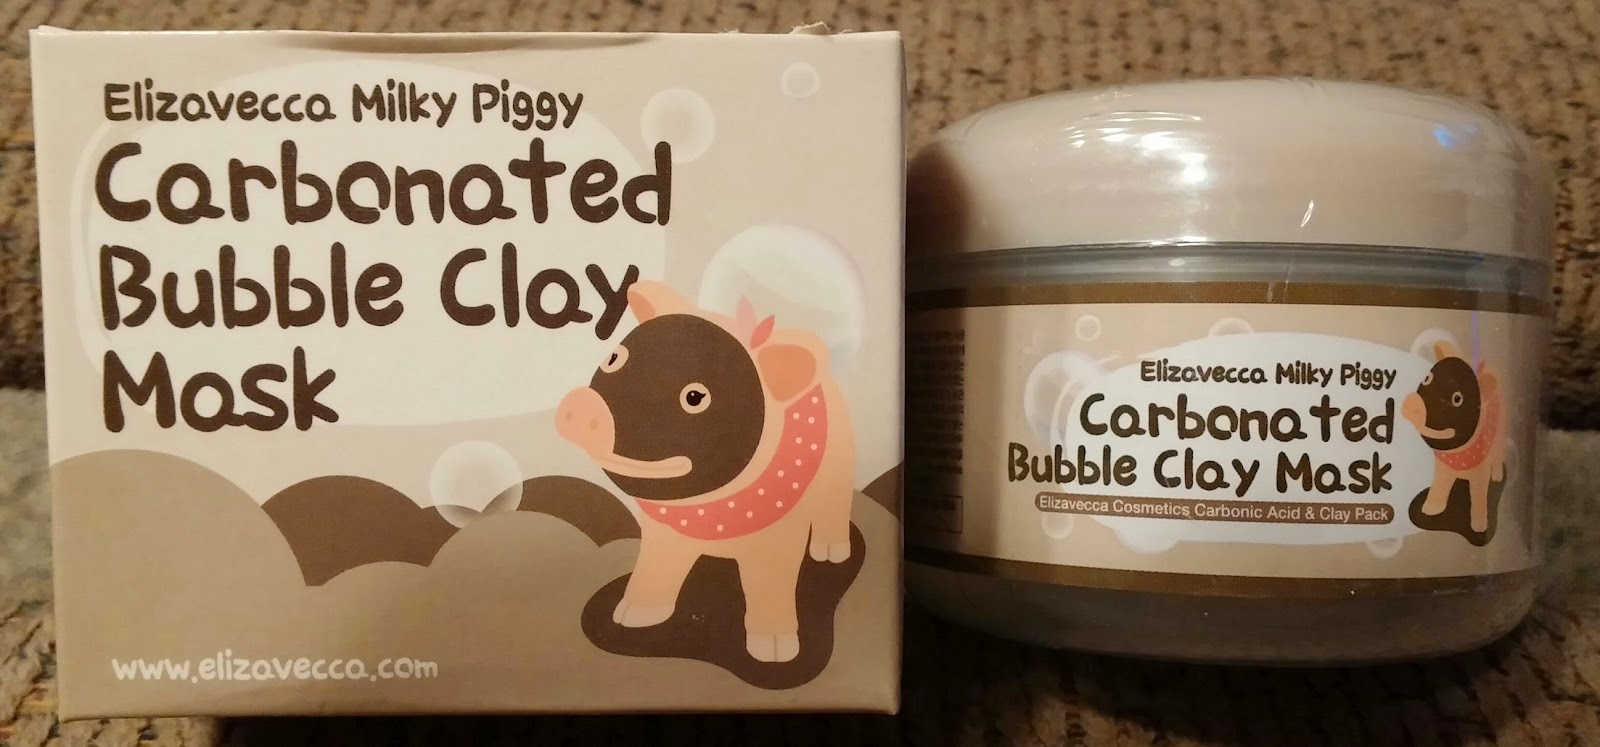 Elizavecca Milky Piggy
Carbonated
Bubble Clay
Mask
www.elizavecca.com
Elizavecca Milky Piggy
Carbonated
Bubble Clay Mask
Elizavecca Cosmetics Carbonic Acid & Clay Pack